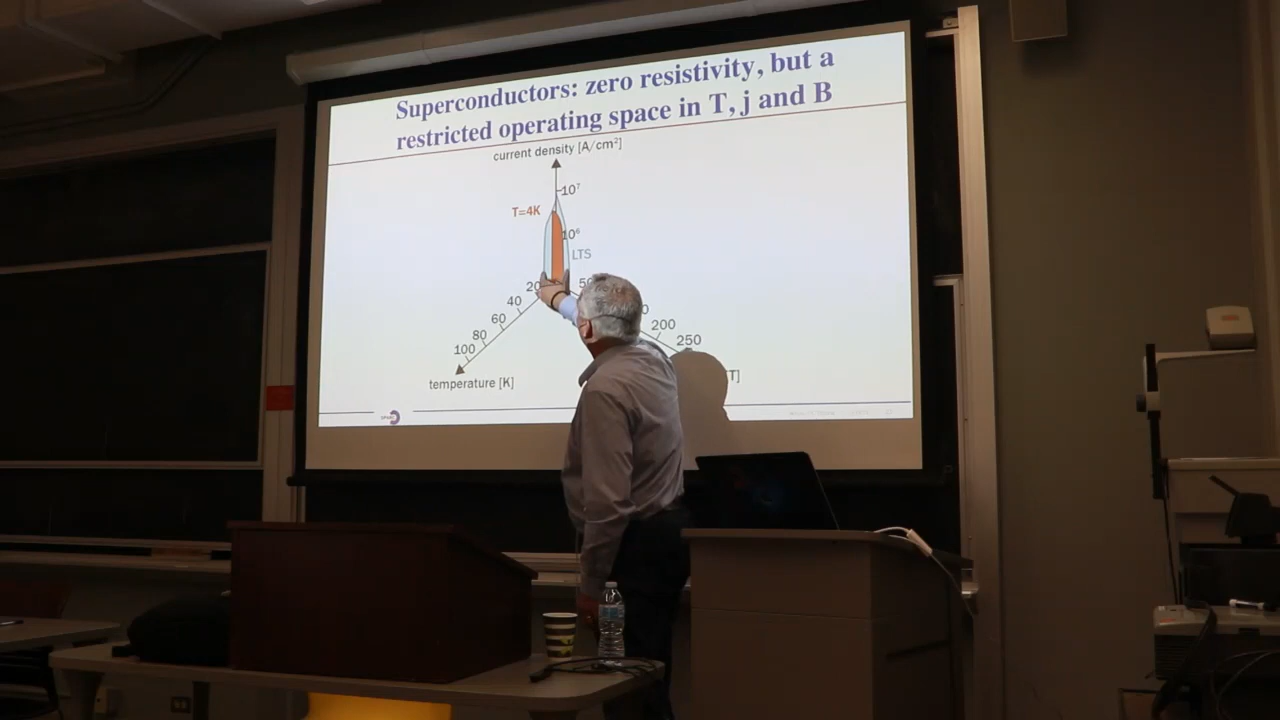 Superconductors: zero resistivity, but a
restricted operating space in T, j and B
current density [A/cm²]
10⁷
T=4K
10⁶
LTS
20
40
60
80
100
200
250
temperature [K]
T]